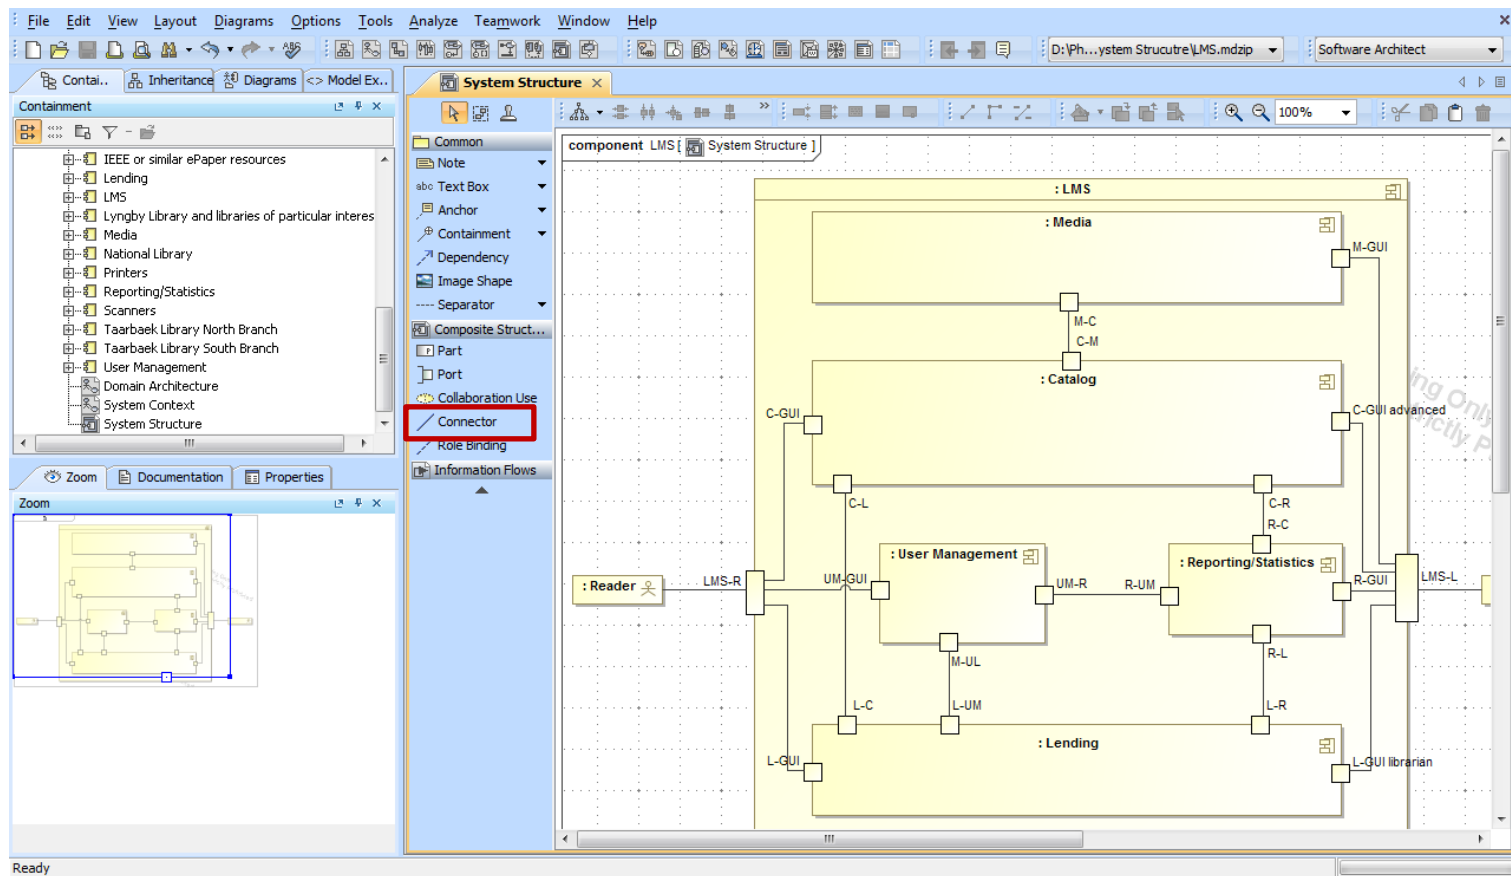 File Edit View Layout Diagrams Options Tools Analyze Teamwork Window Help
D:\Ph...ystem Strucutre\LMS.mdzip
Software Architect
Contai.. Inheritance Diagrams <> Model Ex..
System Structure
Containment
100%
IEEE or similar ePaper resources
Lending
LMS
Lyngby Library and libraries of particular interes
Media
National Library
Printers
Reporting/Statistics
Scanners
Taarbaek Library North Branch
Taarbaek Library South Branch
User Management
Domain Architecture
System Context
System Structure
Zoom Documentation Properties
Zoom
Common
Note
abc Text Box
Anchor
Containment
Dependency
Image Shape
---- Separator
Composite Struct...
Part
Port
Collaboration Use
Connector
Role Binding
Information Flows
component LMS [ System Structure ]
: LMS
: Media
M-GUI
M-C
C-M
: Catalog
C-GUI
C-GUI advanced
C-L
C-R
R-C
: User Management
: Reporting/Statistics
: Reader
LMS-R
UM-GUI
UM-R
R-UM
R-GUI
LMS-L
M-UL
R-L
L-C
L-UM
L-R
: Lending
L-GUI
L-GUI librarian
Ready